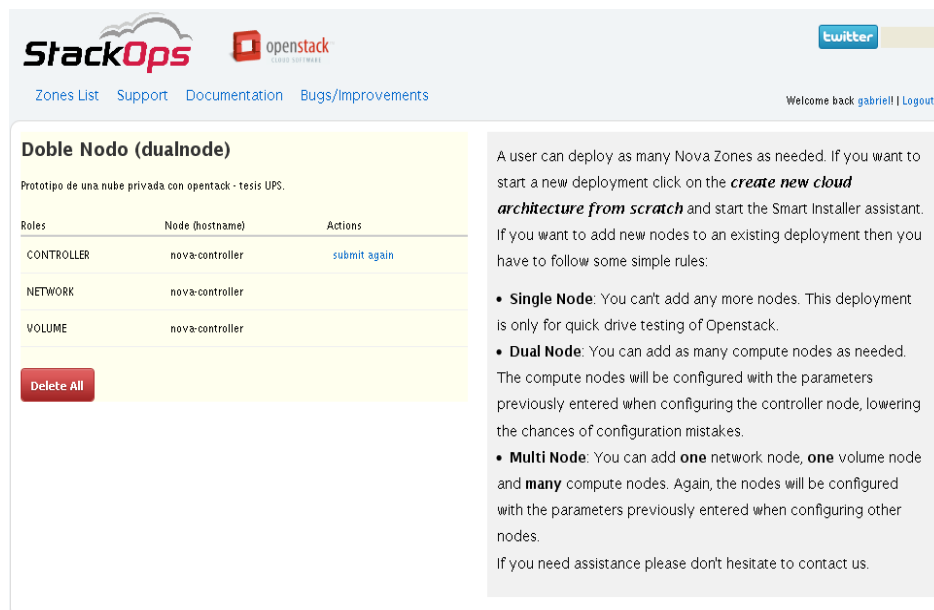 StackOps
openstack
CLOUD SOFTWARE
twitter
Zones List Support Documentation Bugs/Improvements
Welcome back gabriel! | Logout
Doble Nodo (dualnode)
Prototipo de una nube privada con opentack - tesis UPS.
Roles Node (hostname) Actions
CONTROLLER nova-controller submit again
NETWORK nova-controller
VOLUME nova-controller
Delete All
A user can deploy as many Nova Zones as needed. If you want to
start a new deployment click on the create new cloud
architecture from scratch and start the Smart Installer assistant.
If you want to add new nodes to an existing deployment then you
have to follow some simple rules:
• Single Node: You can't add any more nodes. This deployment
is only for quick drive testing of Openstack.
• Dual Node: You can add as many compute nodes as needed.
The compute nodes will be configured with the parameters
previously entered when configuring the controller node, lowering
the chances of configuration mistakes.
• Multi Node: You can add one network node, one volume node
and many compute nodes. Again, the nodes will be configured
with the parameters previously entered when configuring other
nodes.
If you need assistance please don't hesitate to contact us.